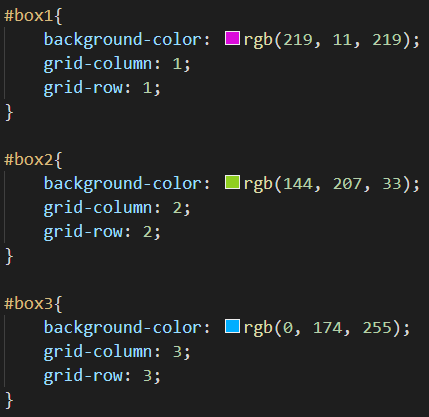 #box1{
    background-color: rgb(219, 11, 219);
    grid-column: 1;
    grid-row: 1;
}

#box2{
    background-color: rgb(144, 207, 33);
    grid-column: 2;
    grid-row: 2;
}

#box3{
    background-color: rgb(0, 174, 255);
    grid-column: 3;
    grid-row: 3;
}